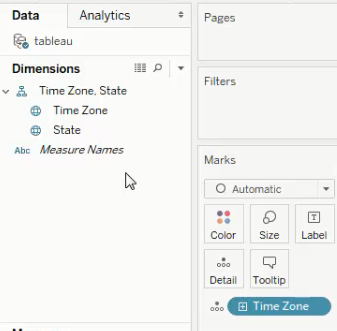 Data
Analytics
tableau
Dimensions
Time Zone, State
Time Zone
State
Abc Measure Names
Pages
Filters
Marks
Automatic
Color
Size
Label
Detail
Tooltip
Time Zone